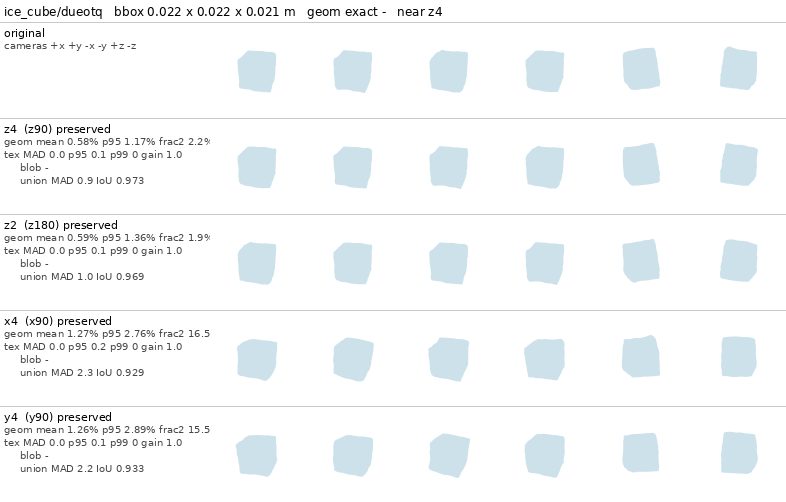 ice_cube/dueotq   bbox 0.022 x 0.022 x 0.021 m   geom exact -   near z4
original
cameras +x +y -x -y +z -z
z4  (z90) preserved
geom mean 0.58% p95 1.17% frac2 2.2%
tex MAD 0.0 p95 0.1 p99 0 gain 1.0
blob -
union MAD 0.9 IoU 0.973
z2  (z180) preserved
geom mean 0.59% p95 1.36% frac2 1.9%
tex MAD 0.0 p95 0.1 p99 0 gain 1.0
blob -
union MAD 1.0 IoU 0.969
x4  (x90) preserved
geom mean 1.27% p95 2.76% frac2 16.5
tex MAD 0.0 p95 0.2 p99 0 gain 1.0
blob -
union MAD 2.3 IoU 0.929
y4  (y90) preserved
geom mean 1.26% p95 2.89% frac2 15.5
tex MAD 0.0 p95 0.1 p99 0 gain 1.0
blob -
union MAD 2.2 IoU 0.933